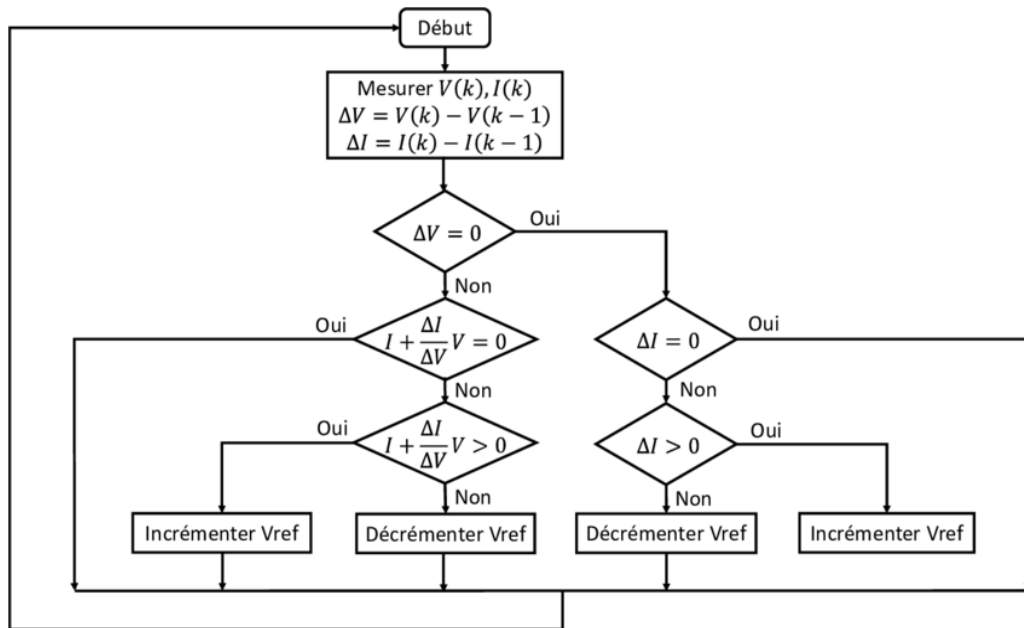 Début
Mesurer V(k), I(k)
ΔV = V(k) − V(k − 1)
ΔI = I(k) − I(k − 1)
ΔV = 0
Oui
Non
Oui
I + ΔI/ΔV V = 0
ΔI = 0
Oui
Non
Non
Oui
I + ΔI/ΔV V > 0
ΔI > 0
Oui
Non
Non
Incrémenter Vref
Décrémenter Vref
Décrémenter Vref
Incrémenter Vref